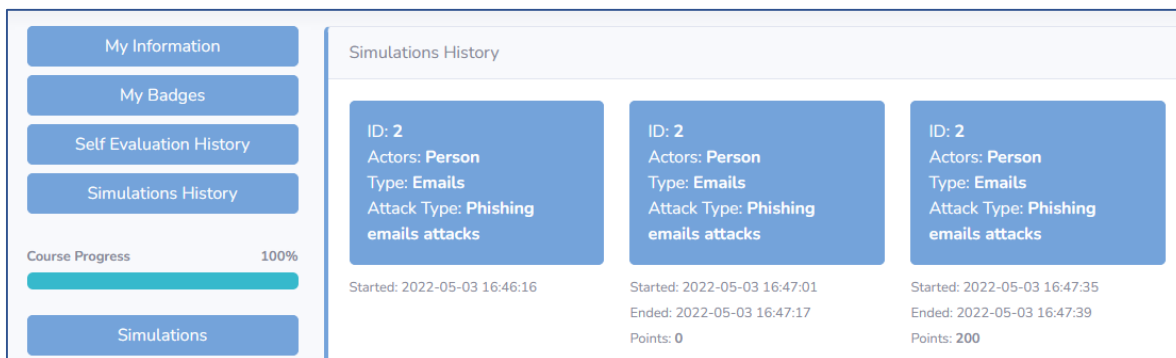 My Information
My Badges
Self Evaluation History
Simulations History
Course Progress 100%
Simulations
Simulations History
ID: 2
Actors: Person
Type: Emails
Attack Type: Phishing
emails attacks
Started: 2022-05-03 16:46:16
ID: 2
Actors: Person
Type: Emails
Attack Type: Phishing
emails attacks
Started: 2022-05-03 16:47:01
Ended: 2022-05-03 16:47:17
Points: 0
ID: 2
Actors: Person
Type: Emails
Attack Type: Phishing
emails attacks
Started: 2022-05-03 16:47:35
Ended: 2022-05-03 16:47:39
Points: 200